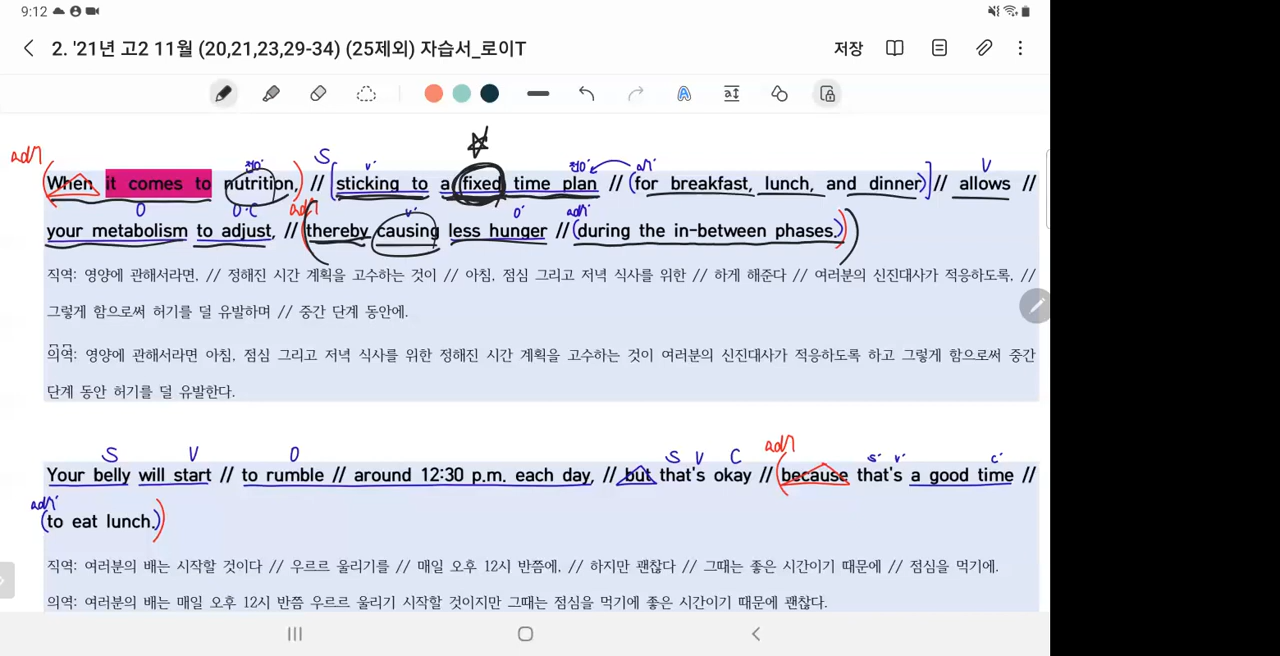 9:12
2. '21년 고2 11월 (20,21,23,29-34) (25제외) 자습서_로이T 저장
adv S v' 전O' 전O' a' V
When it comes to nutrition, // [sticking to a fixed time plan // (for breakfast, lunch, and dinner)] // allows //
O O·C adv v' O' adv'
your metabolism to adjust, // (thereby causing less hunger // (during the in-between phases.))
직역: 영양에 관해서라면, // 정해진 시간 계획을 고수하는 것이 // 아침, 점심 그리고 저녁 식사를 위한 // 하게 해준다 // 여러분의 신진대사가 적응하도록, //
그렇게 함으로써 허기를 덜 유발하며 // 중간 단계 동안에.
의역: 영양에 관해서라면 아침, 점심 그리고 저녁 식사를 위한 정해진 시간 계획을 고수하는 것이 여러분의 신진대사가 적응하도록 하고 그렇게 함으로써 중간
단계 동안 허기를 덜 유발한다.
S V O S V C adv s' v' c'
Your belly will start // to rumble // around 12:30 p.m. each day, // but that's okay // (because that's a good time //
adv'
(to eat lunch.))
직역: 여러분의 배는 시작할 것이다 // 우르르 울리기를 // 매일 오후 12시 반쯤에, // 하지만 괜찮다 // 그때는 좋은 시간이기 때문에 // 점심을 먹기에.
의역: 여러분의 배는 매일 오후 12시 반쯤 우르르 울리기 시작할 것이지만 그때는 점심을 먹기에 좋은 시간이기 때문에 괜찮다.